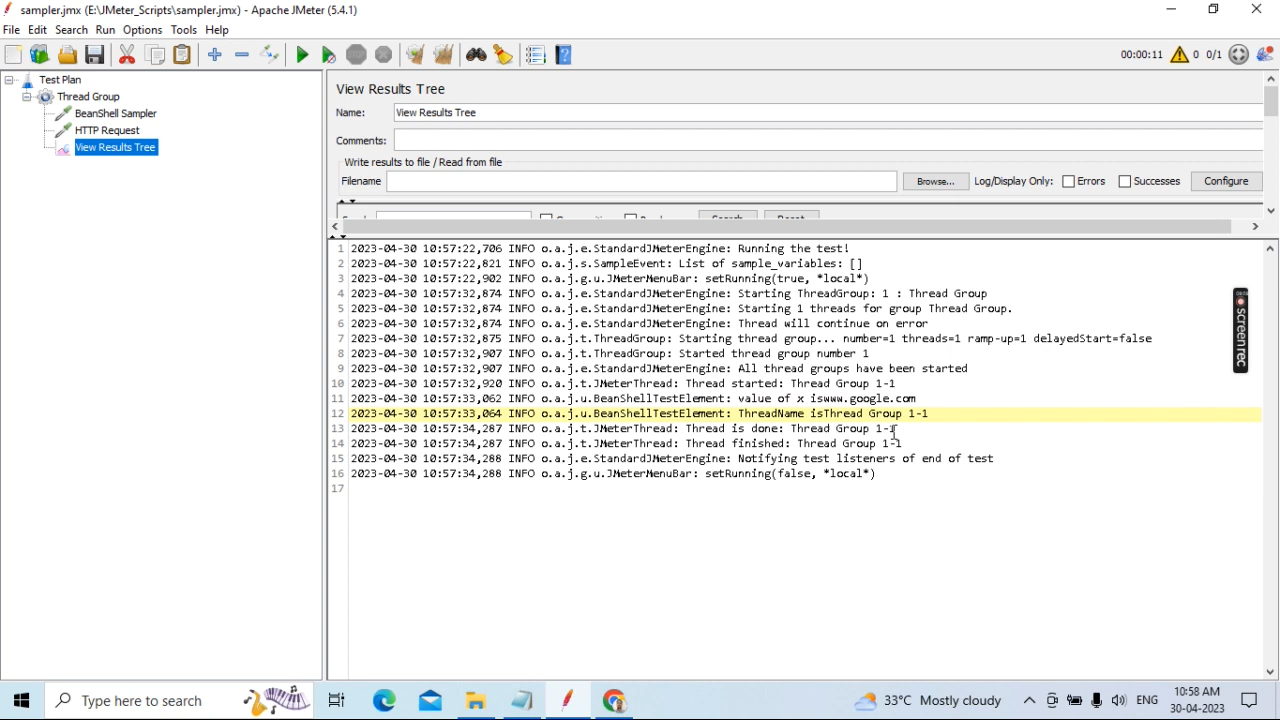 sampler.jmx (E:\JMeter_Scripts\sampler.jmx) - Apache JMeter (5.4.1)
File Edit Search Run Options Tools Help
00:00:11 0 0/1
Test Plan
Thread Group
BeanShell Sampler
HTTP Request
View Results Tree
View Results Tree
Name: View Results Tree
Comments:
Write results to file / Read from file
Filename Browse... Log/Display Only: Errors Successes Configure
Search Reset
1 2023-04-30 10:57:22,706 INFO o.a.j.e.StandardJMeterEngine: Running the test!
2 2023-04-30 10:57:22,821 INFO o.a.j.s.SampleEvent: List of sample_variables: []
3 2023-04-30 10:57:22,902 INFO o.a.j.g.u.JMeterMenuBar: setRunning(true, *local*)
4 2023-04-30 10:57:32,874 INFO o.a.j.e.StandardJMeterEngine: Starting ThreadGroup: 1 : Thread Group
5 2023-04-30 10:57:32,874 INFO o.a.j.e.StandardJMeterEngine: Starting 1 threads for group Thread Group.
6 2023-04-30 10:57:32,874 INFO o.a.j.e.StandardJMeterEngine: Thread will continue on error
7 2023-04-30 10:57:32,875 INFO o.a.j.t.ThreadGroup: Starting thread group... number=1 threads=1 ramp-up=1 delayedStart=false
8 2023-04-30 10:57:32,907 INFO o.a.j.t.ThreadGroup: Started thread group number 1
9 2023-04-30 10:57:32,907 INFO o.a.j.e.StandardJMeterEngine: All thread groups have been started
10 2023-04-30 10:57:32,920 INFO o.a.j.t.JMeterThread: Thread started: Thread Group 1-1
11 2023-04-30 10:57:33,062 INFO o.a.j.u.BeanShellTestElement: value of x iswww.google.com
12 2023-04-30 10:57:33,064 INFO o.a.j.u.BeanShellTestElement: ThreadName isThread Group 1-1
13 2023-04-30 10:57:34,287 INFO o.a.j.t.JMeterThread: Thread is done: Thread Group 1-1
14 2023-04-30 10:57:34,287 INFO o.a.j.t.JMeterThread: Thread finished: Thread Group 1-1
15 2023-04-30 10:57:34,288 INFO o.a.j.e.StandardJMeterEngine: Notifying test listeners of end of test
16 2023-04-30 10:57:34,288 INFO o.a.j.g.u.JMeterMenuBar: setRunning(false, *local*)
17
screenrec
Type here to search
33°C Mostly cloudy
ENG
10:58 AM
30-04-2023